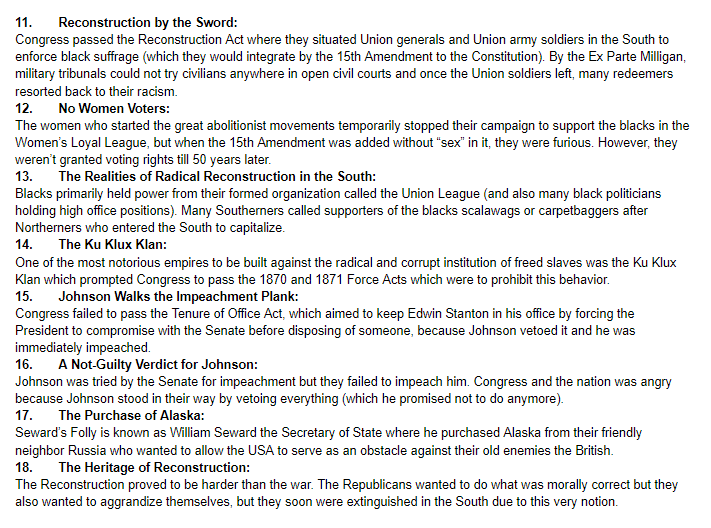 11. Reconstruction by the Sword:
Congress passed the Reconstruction Act where they situated Union generals and Union army soldiers in the South to
enforce black suffrage (which they would integrate by the 15th Amendment to the Constitution). By the Ex Parte Milligan,
military tribunals could not try civilians anywhere in open civil courts and once the Union soldiers left, many redeemers
resorted back to their racism.
12. No Women Voters:
The women who started the great abolitionist movements temporarily stopped their campaign to support the blacks in the
Women's Loyal League, but when the 15th Amendment was added without "sex" in it, they were furious. However, they
weren't granted voting rights till 50 years later.
13. The Realities of Radical Reconstruction in the South:
Blacks primarily held power from their formed organization called the Union League (and also many black politicians
holding high office positions). Many Southerners called supporters of the blacks scalawags or carpetbaggers after
Northerners who entered the South to capitalize.
14. The Ku Klux Klan:
One of the most notorious empires to be built against the radical and corrupt institution of freed slaves was the Ku Klux
Klan which prompted Congress to pass the 1870 and 1871 Force Acts which were to prohibit this behavior.
15. Johnson Walks the Impeachment Plank:
Congress failed to pass the Tenure of Office Act, which aimed to keep Edwin Stanton in his office by forcing the
President to compromise with the Senate before disposing of someone, because Johnson vetoed it and he was
immediately impeached.
16. A Not-Guilty Verdict for Johnson:
Johnson was tried by the Senate for impeachment but they failed to impeach him. Congress and the nation was angry
because Johnson stood in their way by vetoing everything (which he promised not to do anymore).
17. The Purchase of Alaska:
Seward's Folly is known as William Seward the Secretary of State where he purchased Alaska from their friendly
neighbor Russia who wanted to allow the USA to serve as an obstacle against their old enemies the British.
18. The Heritage of Reconstruction:
The Reconstruction proved to be harder than the war. The Republicans wanted to do what was morally correct but they
also wanted to aggrandize themselves, but they soon were extinguished in the South due to this very notion.